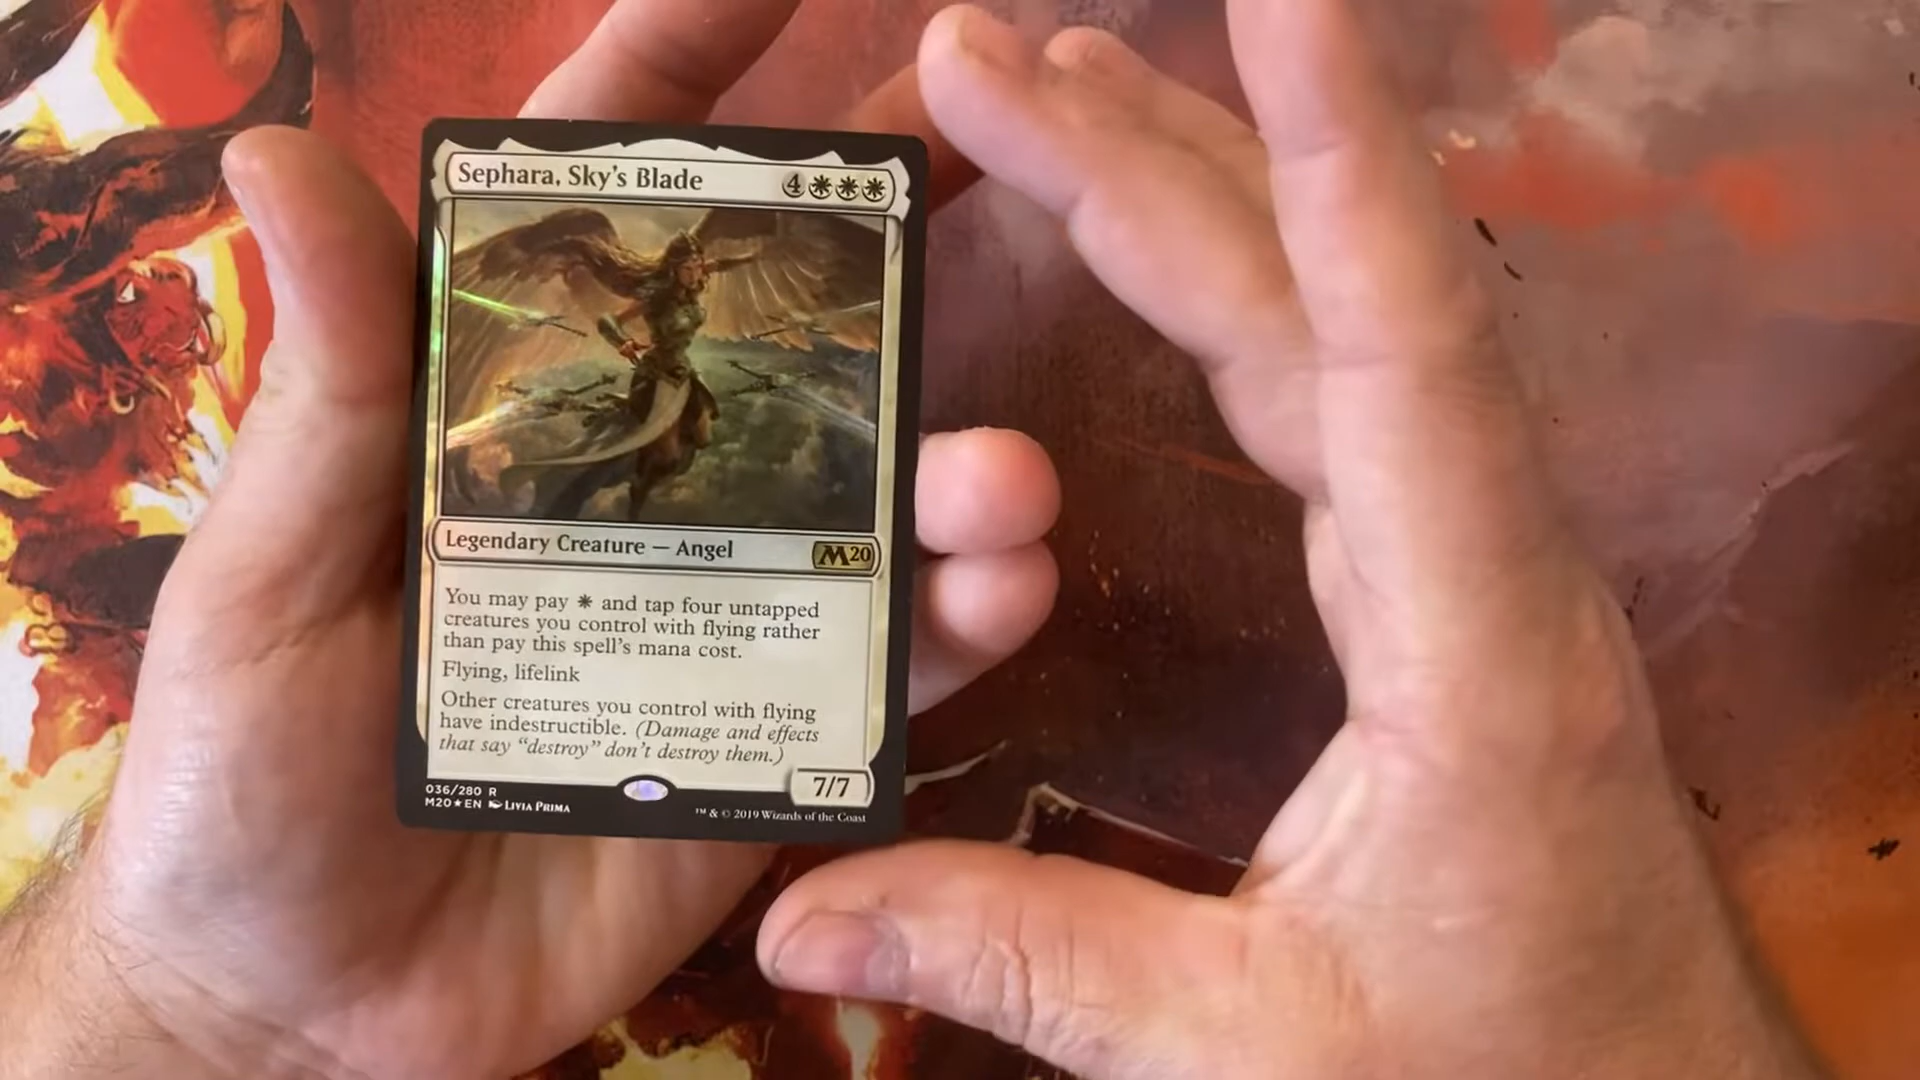 Sephara, Sky's Blade 4
Legendary Creature — Angel M20
You may pay and tap four untapped
creatures you control with flying rather
than pay this spell's mana cost.
Flying, lifelink
Other creatures you control with flying
have indestructible. (Damage and effects
that say "destroy" don't destroy them.)
7/7
036/280 R
M20★EN LIVIA PRIMA
™ & © 2019 Wizards of the Coast